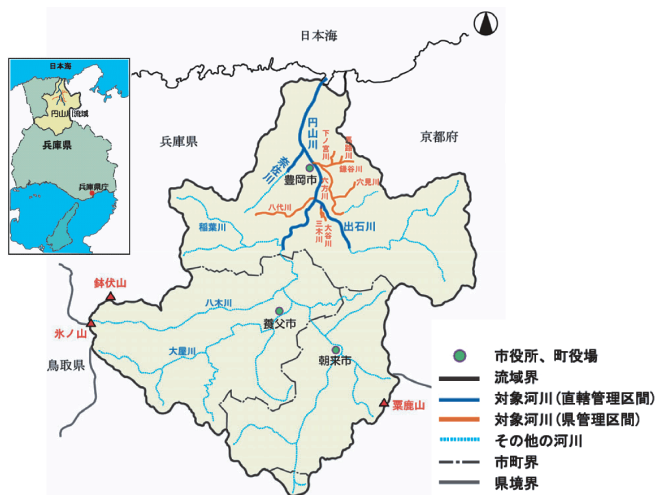 日本海
日本海
円山川流域
兵庫県
兵庫県庁
兵庫県
京都府
円山川
奈佐川
下ノ宮川
鎌谷川
穴見川
六方川
豊岡市
八代川
稲葉川
三木川
大谷川
出石川
鉢伏山
氷ノ山
鳥取県
八木川
養父市
大屋川
朝来市
粟鹿山
市役所、町役場
流域界
対象河川(直轄管理区間)
対象河川(県管理区間)
その他の河川
市町界
県境界